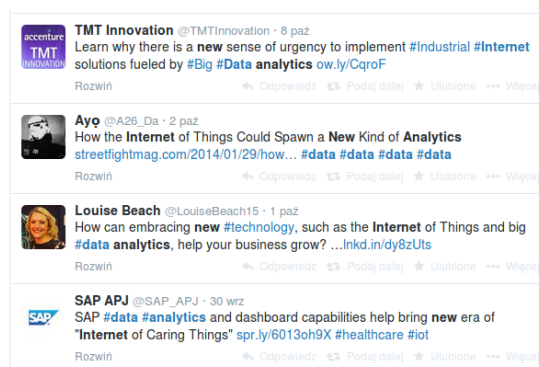 accenture
TMT
INNOVATION
TMT Innovation @TMTInnovation · 8 paź
Learn why there is a new sense of urgency to implement #Industrial #Internet
solutions fueled by #Big #Data analytics ow.ly/CqroF
Rozwiń Odpowiedz Podaj dalej Ulubione Więcej
Ayọ @A26_Da · 2 paź
How the Internet of Things Could Spawn a New Kind of Analytics
streetfightmag.com/2014/01/29/how… #data #data #data #data
Rozwiń Odpowiedz Podaj dalej Ulubione Więcej
Louise Beach @LouiseBeach15 · 1 paź
How can embracing new #technology, such as the Internet of Things and big
#data analytics, help your business grow? …lnkd.in/dy8zUts
Rozwiń Odpowiedz Podaj dalej Ulubione Więcej
SAP
SAP APJ @SAP_APJ · 30 wrz
SAP #data #analytics and dashboard capabilities help bring new era of
"Internet of Caring Things" spr.ly/6013oh9X #healthcare #iot
Rozwiń Odpowiedz Podaj dalej Ulubione Więcej